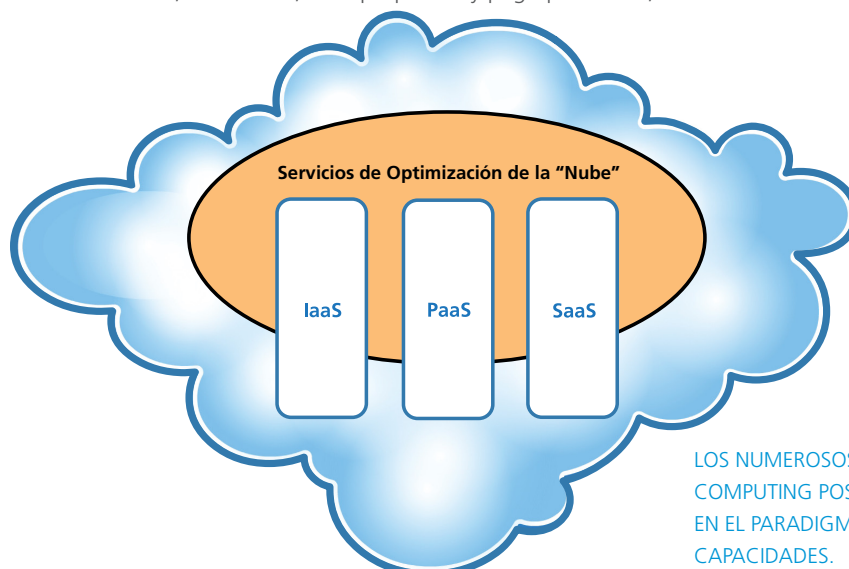 Servicios de Optimización de la “Nube”
IaaS PaaS SaaS
LOS NUMEROSOS
COMPUTING POS
EN EL PARADIGM
CAPACIDADES.